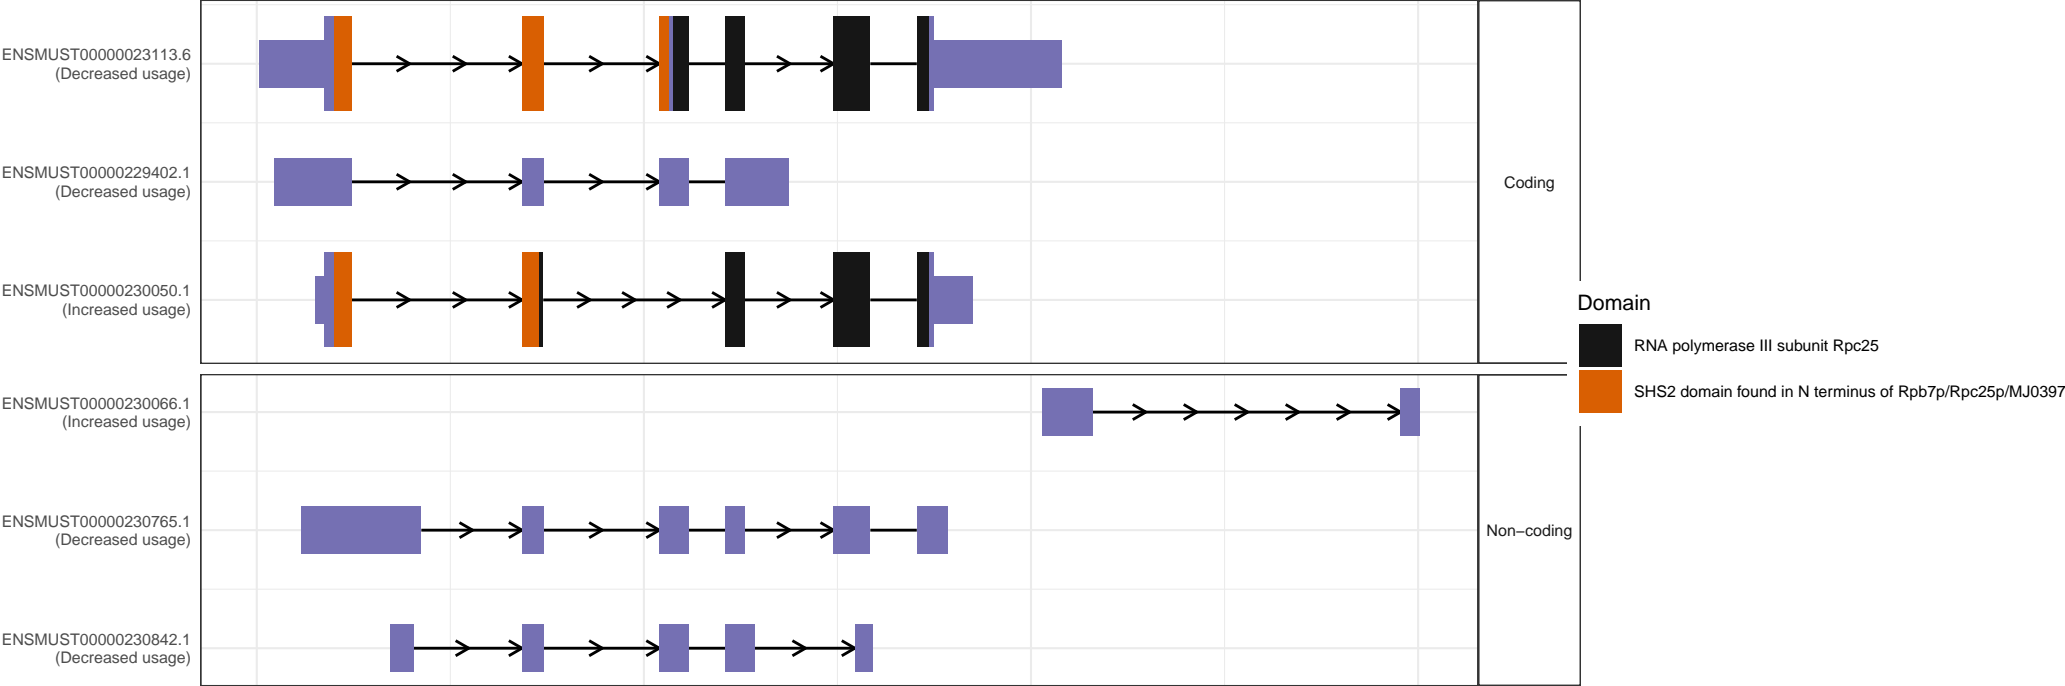 ENSMUST00000023113.6
(Decreased usage)
ENSMUST00000229402.1
(Decreased usage)
ENSMUST00000230050.1
(Increased usage)
Coding
ENSMUST00000230066.1
(Increased usage)
ENSMUST00000230765.1
(Decreased usage)
ENSMUST00000230842.1
(Decreased usage)
Non−coding
Domain
RNA polymerase III subunit Rpc25
SHS2 domain found in N terminus of Rpb7p/Rpc25p/MJ0397